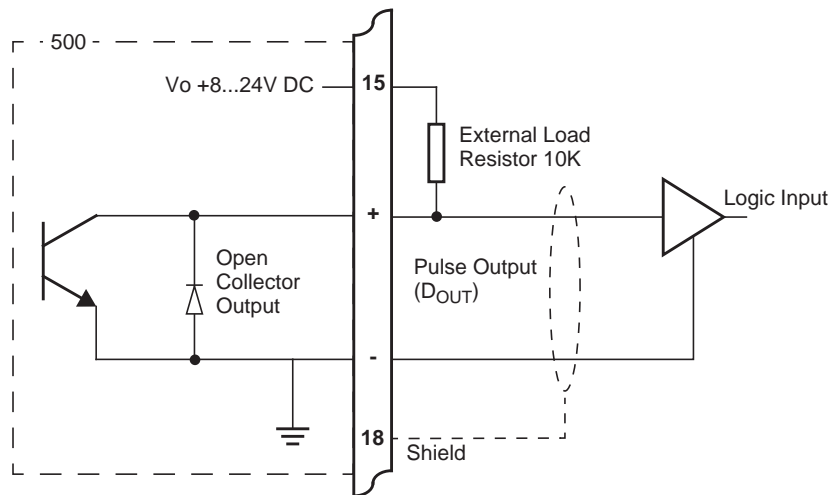 500
Vo +8...24V DC
15
External Load
Resistor 10K
Logic Input
+
Open
Collector
Output
Pulse Output
(DOUT)
-
18
Shield